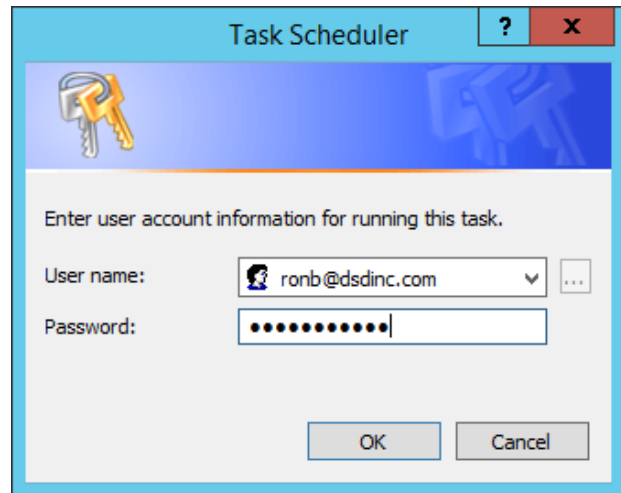 Task Scheduler ? x
Enter user account information for running this task.
User name: ronb@dsdinc.com ...
Password: •••••••••••
OK Cancel